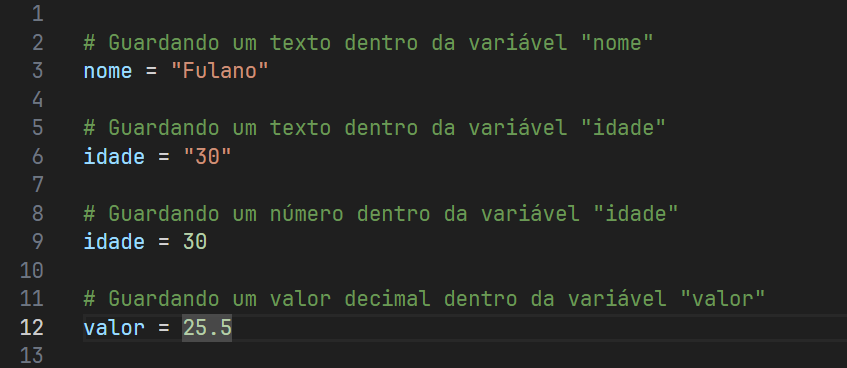 1
2 # Guardando um texto dentro da variável "nome"
3 nome = "Fulano"
4
5 # Guardando um texto dentro da variável "idade"
6 idade = "30"
7
8 # Guardando um número dentro da variável "idade"
9 idade = 30
10
11 # Guardando um valor decimal dentro da variável "valor"
12 valor = 25.5
13